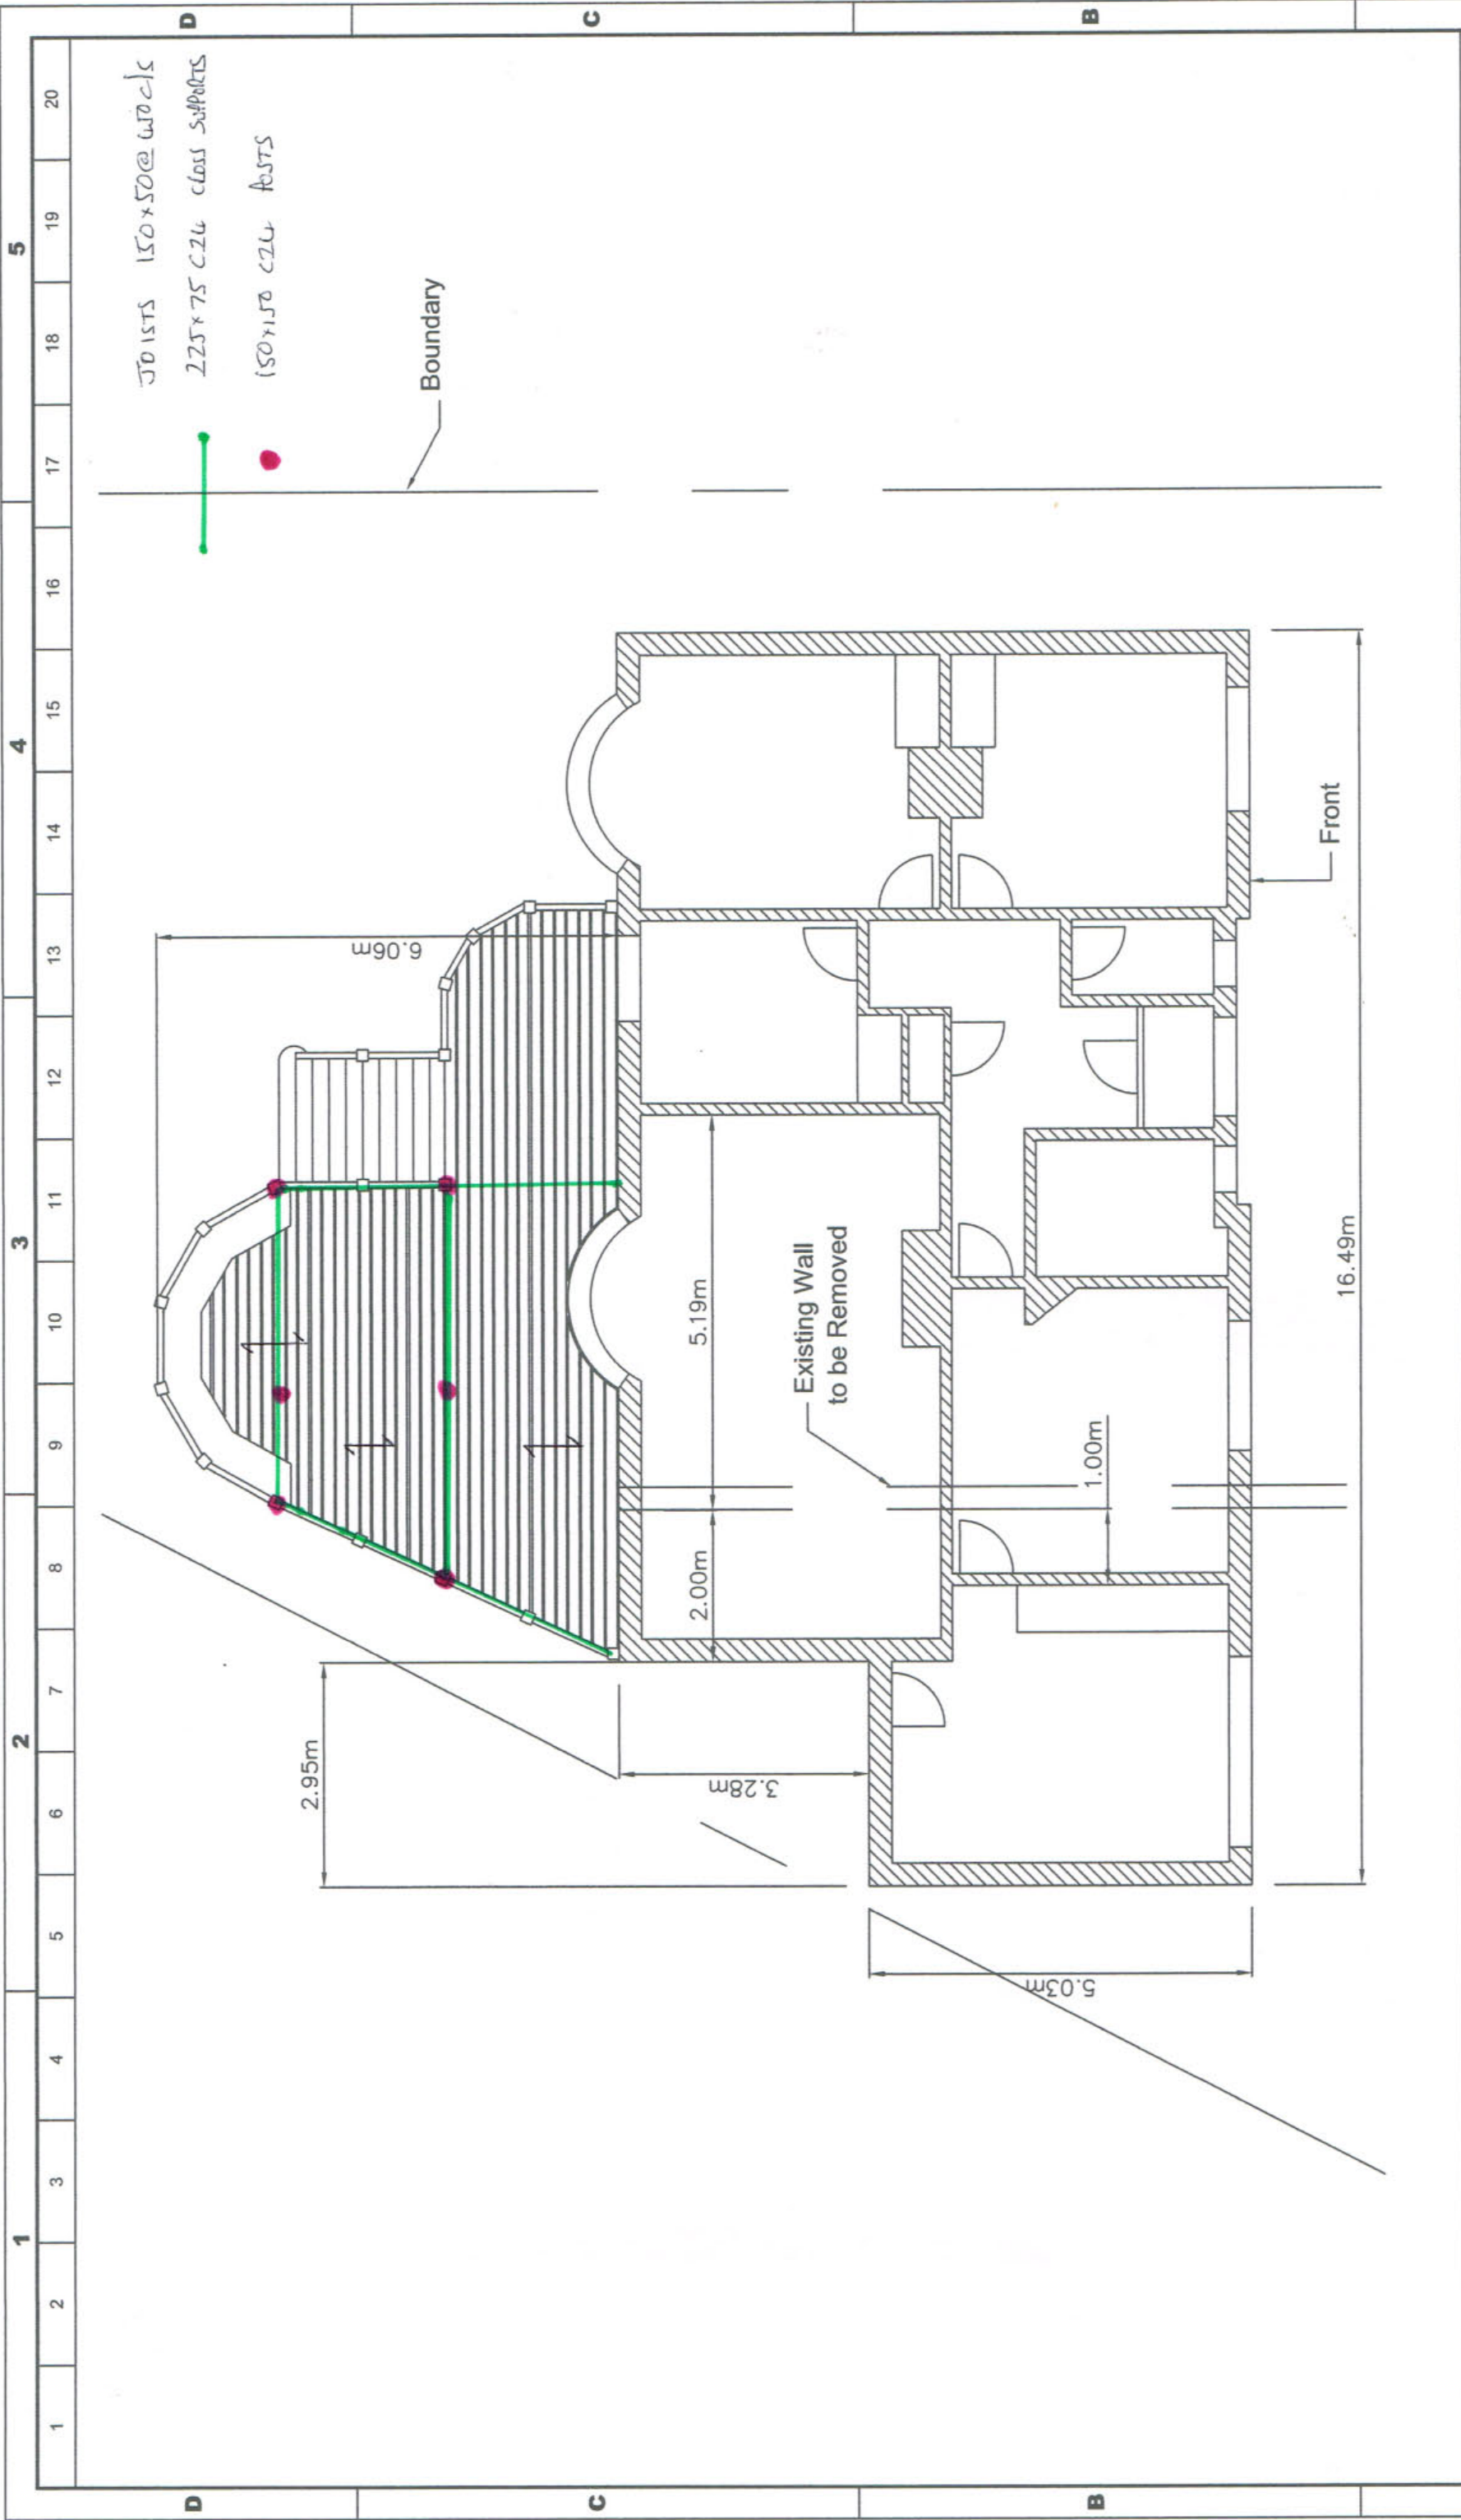 1 2 3 4 5
1 2 3 4 5 6 7 8 9 10 11 12 13 14 15 16 17 18 19 20
D
D
JOISTS 150x50@400c/s
225x75 C24 CROSS SUPPORTS
150x150 C24 POSTS
2.95m
6.06m
Boundary
C
C
3.28m
2.00m
5.19m
Existing Wall
to be Removed
5.03m
1.00m
B
B
Front
16.49m